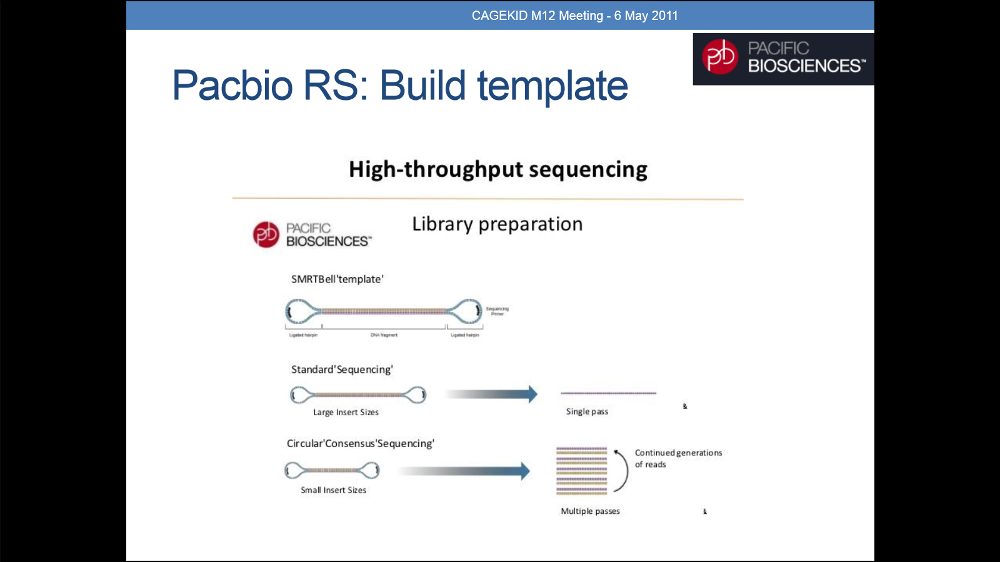 CAGEKID M12 Meeting - 6 May 2011
PACIFIC
BIOSCIENCES™
Pacbio RS: Build template
High-throughput sequencing
Library preparation
PACIFIC
BIOSCIENCES™
SMRTBell'template'
Sequencing
Primer
Ligated hairpin
DNA fragment
Ligated hairpin
Standard'Sequencing'
Large Insert Sizes
Single pass
&
Circular'Consensus'Sequencing'
Continued generations
of reads
Small Insert Sizes
Multiple passes
&